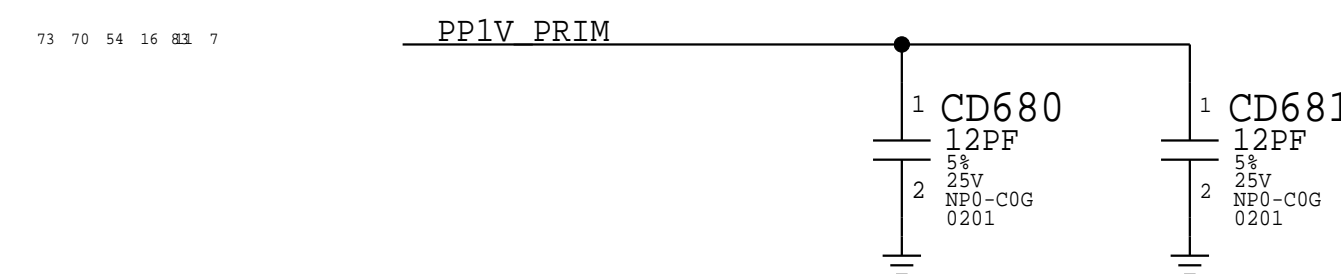 PP1V_PRIM
73 70 54 16 7
1 CD680
12PF
5%
25V
2
NP0-C0G
0201
1 CD681
12PF
5%
25V
2
NP0-C0G
0201